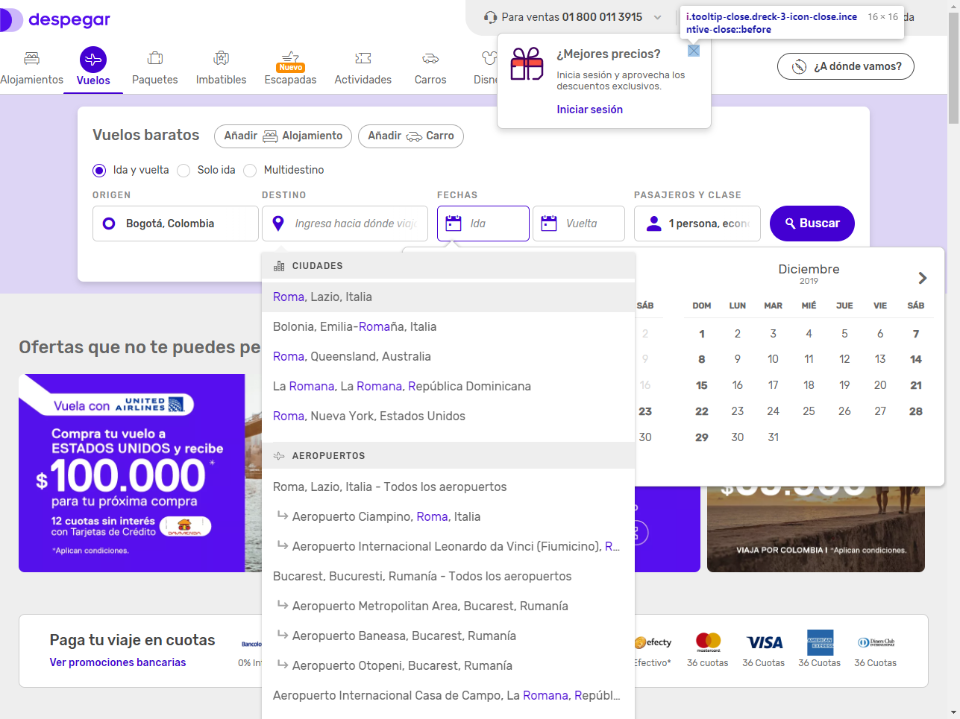 despegar
Para ventas 01 800 011 3915
i.tooltip-close.dreck-3-icon-close.ince
ntive-close::before
16 × 16
da
Alojamientos
Vuelos
Paquetes
Imbatibles
Nuevo
Escapadas
Actividades
Carros
Disne
¿Mejores precios?
Inicia sesión y aprovecha los
descuentos exclusivos.
Iniciar sesión
¿A dónde vamos?
Vuelos baratos
Añadir Alojamiento
Añadir Carro
Ida y vuelta
Solo ida
Multidestino
ORIGEN
DESTINO
FECHAS
PASAJEROS Y CLASE
Bogotá, Colombia
Ingresa hacia dónde viaj
Ida
Vuelta
1 persona, econ
Buscar
CIUDADES
Roma, Lazio, Italia
Bolonia, Emilia-Romaña, Italia
Roma, Queensland, Australia
La Romana, La Romana, República Dominicana
Roma, Nueva York, Estados Unidos
AEROPUERTOS
Roma, Lazio, Italia - Todos los aeropuertos
Aeropuerto Ciampino, Roma, Italia
Aeropuerto Internacional Leonardo da Vinci (Fiumicino), R...
Bucarest, Bucuresti, Rumanía - Todos los aeropuertos
Aeropuerto Metropolitan Area, Bucarest, Rumanía
Aeropuerto Baneasa, Bucarest, Rumanía
Aeropuerto Otopeni, Bucarest, Rumanía
Aeropuerto Internacional Casa de Campo, La Romana, Repúbl...
SÁB
2
9
16
23
30
Diciembre
2019
DOM LUN MAR MIÉ JUE VIE SÁB
1 2 3 4 5 6 7
8 9 10 11 12 13 14
15 16 17 18 19 20 21
22 23 24 25 26 27 28
29 30 31
Ofertas que no te puedes pe
Vuela con UNITED AIRLINES
Compra tu vuelo a
ESTADOS UNIDOS y recibe
$100.000*
para tu próxima compra
12 cuotas sin interés
con Tarjetas de Crédito
DAVIVIENDA
*Aplican condiciones.
VIAJA POR COLOMBIA | *Aplican condiciones.
Paga tu viaje en cuotas
Ver promociones bancarias
Bancolo
0% In
efecty
Efectivo*
mastercard
36 cuotas
VISA
36 Cuotas
AMERICAN EXPRESS
36 Cuotas
Diners Club
36 Cuotas